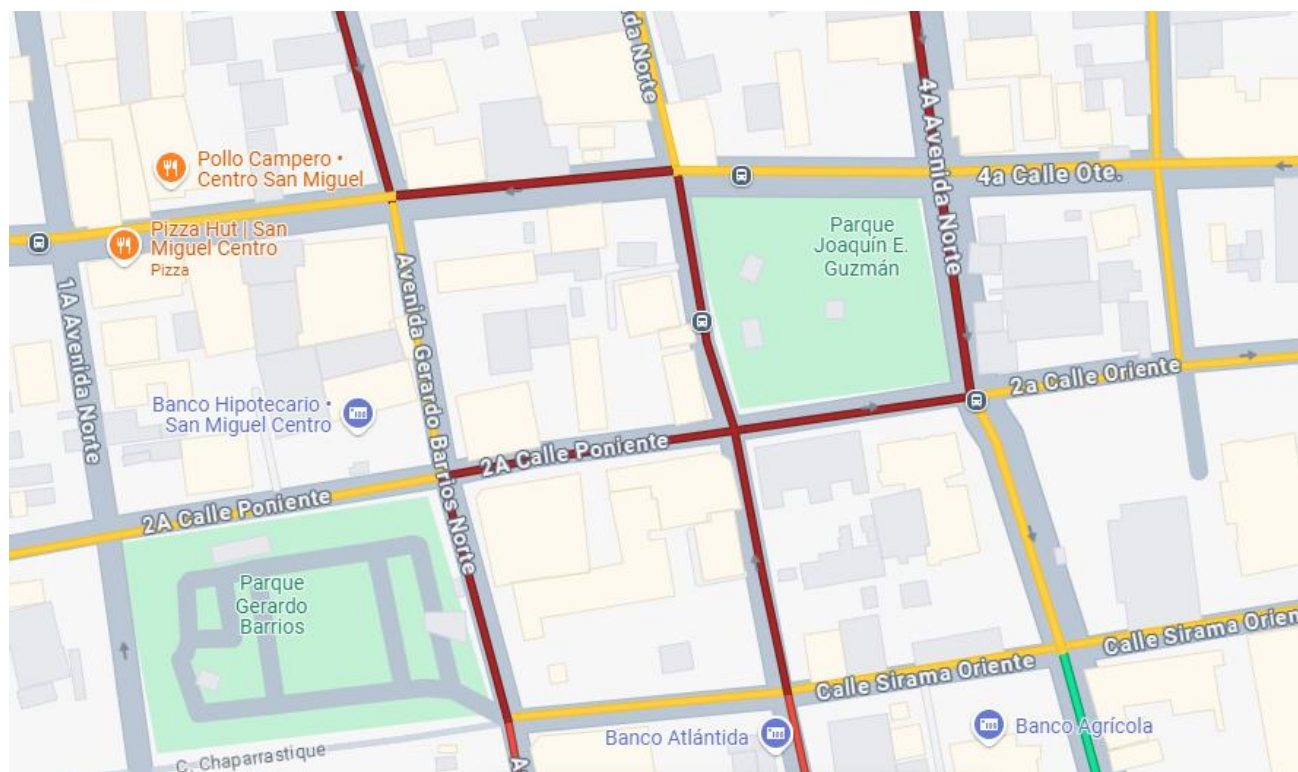 ida Norte
4A Avenida Norte
Pollo Campero •
Centro San Miguel
4a Calle Ote.
Pizza Hut | San
Miguel Centro
Pizza
Parque
Joaquín E.
Guzmán
1A Avenida Norte
Avenida Gerardo Barrios Norte
2a Calle Oriente
Banco Hipotecario •
San Miguel Centro
2A Calle Poniente
2A Calle Poniente
Parque
Gerardo
Barrios
Calle Sirama Orien
Calle Sirama Oriente
Banco Atlántida
Banco Agrícola
C. Chaparrastique
A